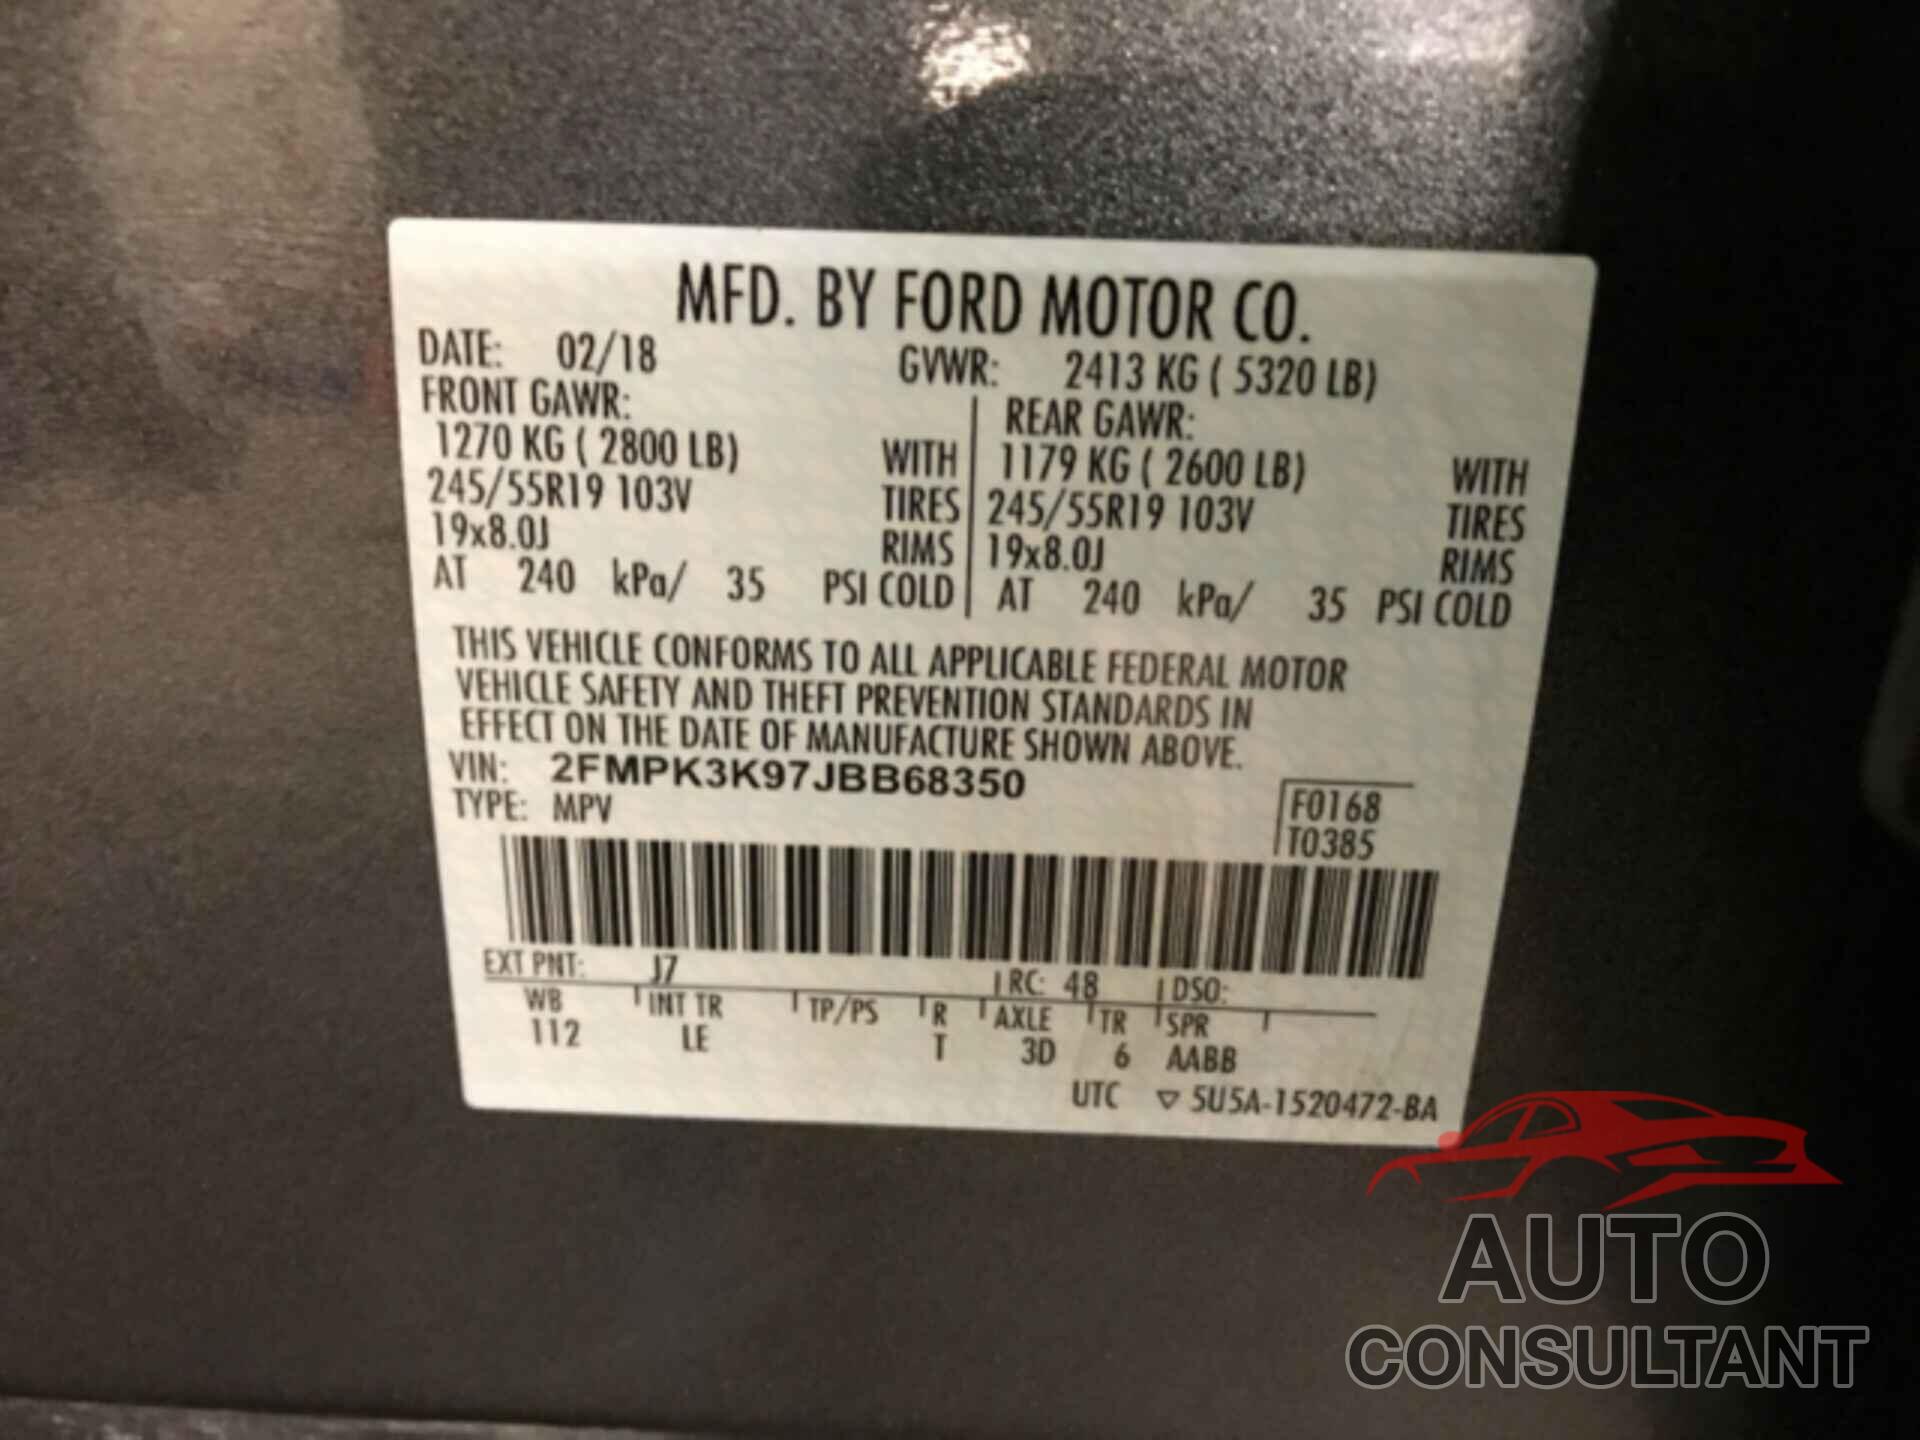 MFD. BY FORD MOTOR CO.
DATE: 02/18 GVWR: 2413 KG ( 5320 LB)
FRONT GAWR: REAR GAWR:
1270 KG ( 2800 LB) WITH 1179 KG ( 2600 LB) WITH
245/55R19 103V TIRES 245/55R19 103V TIRES
19x8.0J RIMS 19x8.0J RIMS
AT 240 kPa/ 35 PSI COLD AT 240 kPa/ 35 PSI COLD
THIS VEHICLE CONFORMS TO ALL APPLICABLE FEDERAL MOTOR
VEHICLE SAFETY AND THEFT PREVENTION STANDARDS IN
EFFECT ON THE DATE OF MANUFACTURE SHOWN ABOVE.
VIN: 2FMPK3K97JBB68350
TYPE: MPV
F0168
T0385
EXT PNT: J7 RC: 48 DSO:
WB INT TR TP/PS R AXLE TR SPR
112 LE T 3D 6 AABB
UTC ▽ 5U5A-1520472-BA
AUTO
CONSULTANT